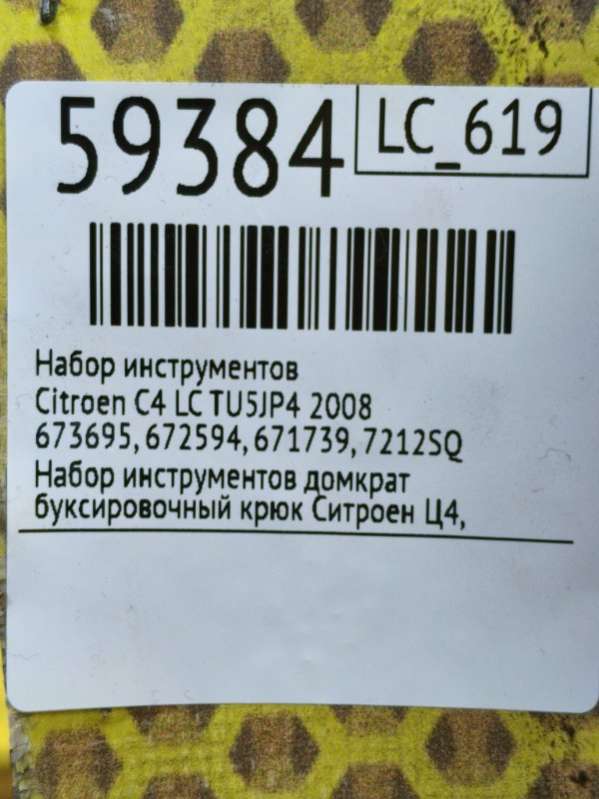 59384
LC_619
Набор инструментов
Citroen C4 LC TU5JP4 2008
673695, 672594, 671739, 7212SQ
Набор инструментов домкрат
буксировочный крюк Ситроен Ц4,